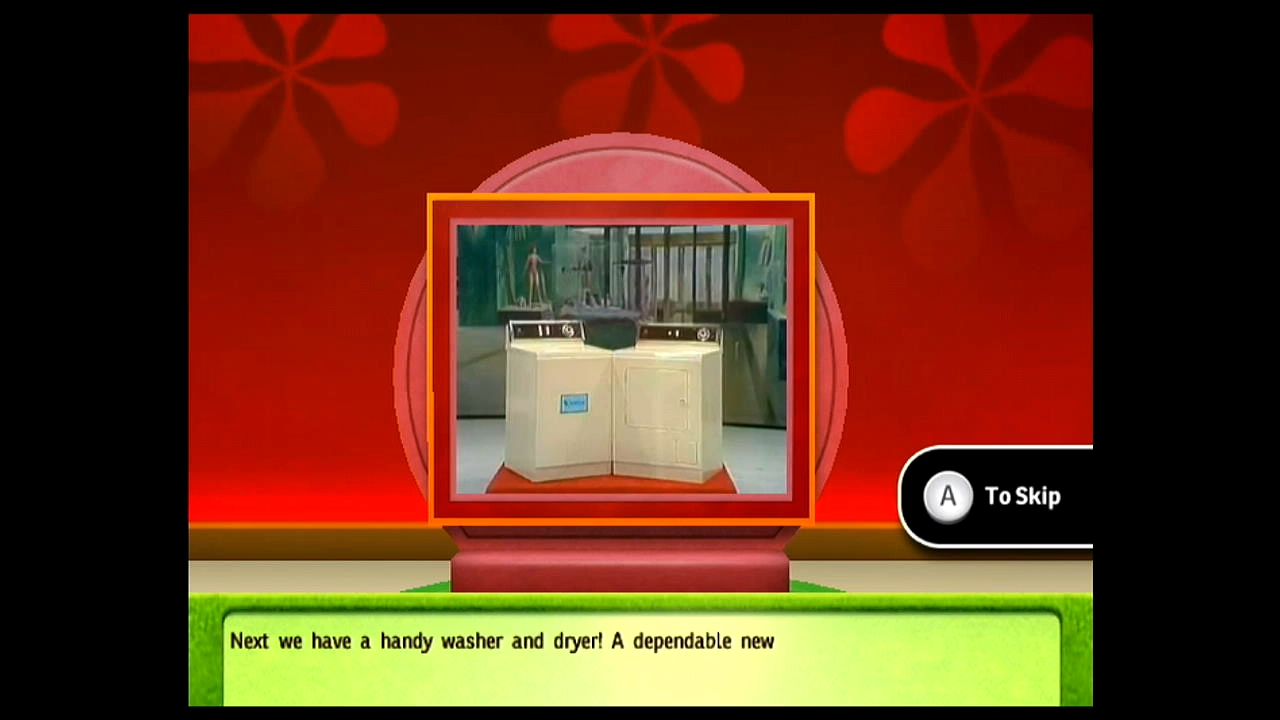 A To Skip
Next we have a handy washer and dryer! A dependable new